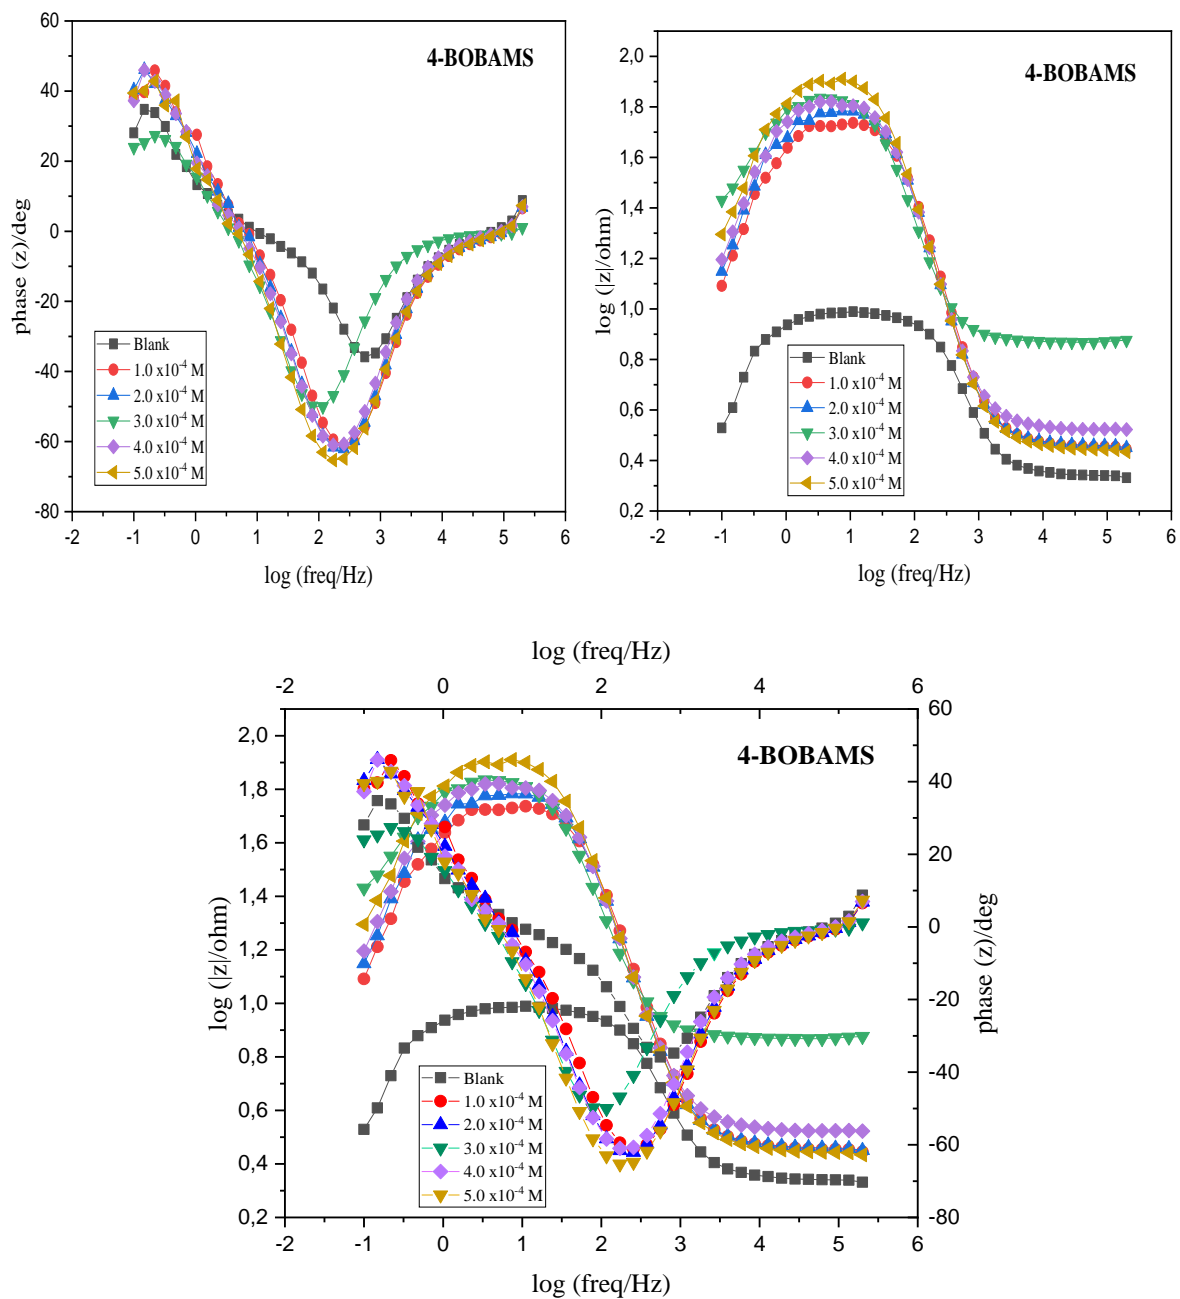 4-BOBAMS
phase (z)/deg
60
40
20
0
-20
-40
-60
-80
Blank
1.0 x10⁻⁴ M
2.0 x10⁻⁴ M
3.0 x10⁻⁴ M
4.0 x10⁻⁴ M
5.0 x10⁻⁴ M
-2 -1 0 1 2 3 4 5 6
log (freq/Hz)
4-BOBAMS
log (|z|/ohm)
2,0
1.8
1.6
1.4
1.2
1.0
0.8
0,6
0.4
0,2
Blank
1.0 x10⁻⁴ M
2.0 x10⁻⁴ M
3.0 x10⁻⁴ M
4.0 x10⁻⁴ M
5.0 x10⁻⁴ M
-2 -1 0 1 2 3 4 5 6
log (freq/Hz)
log (freq/Hz)
-2 0 2 4 6
4-BOBAMS
log (|z|/ohm)
2,0
1.8
1.6
1.4
1.2
1,0
0.8
0.6
0.4
0,2
phase (z)/deg
60
40
20
0
-20
-40
-60
-80
Blank
1.0 x10⁻⁴ M
2.0 x10⁻⁴ M
3.0 x10⁻⁴ M
4.0 x10⁻⁴ M
5.0 x10⁻⁴ M
-2 -1 0 1 2 3 4 5 6
log (freq/Hz)